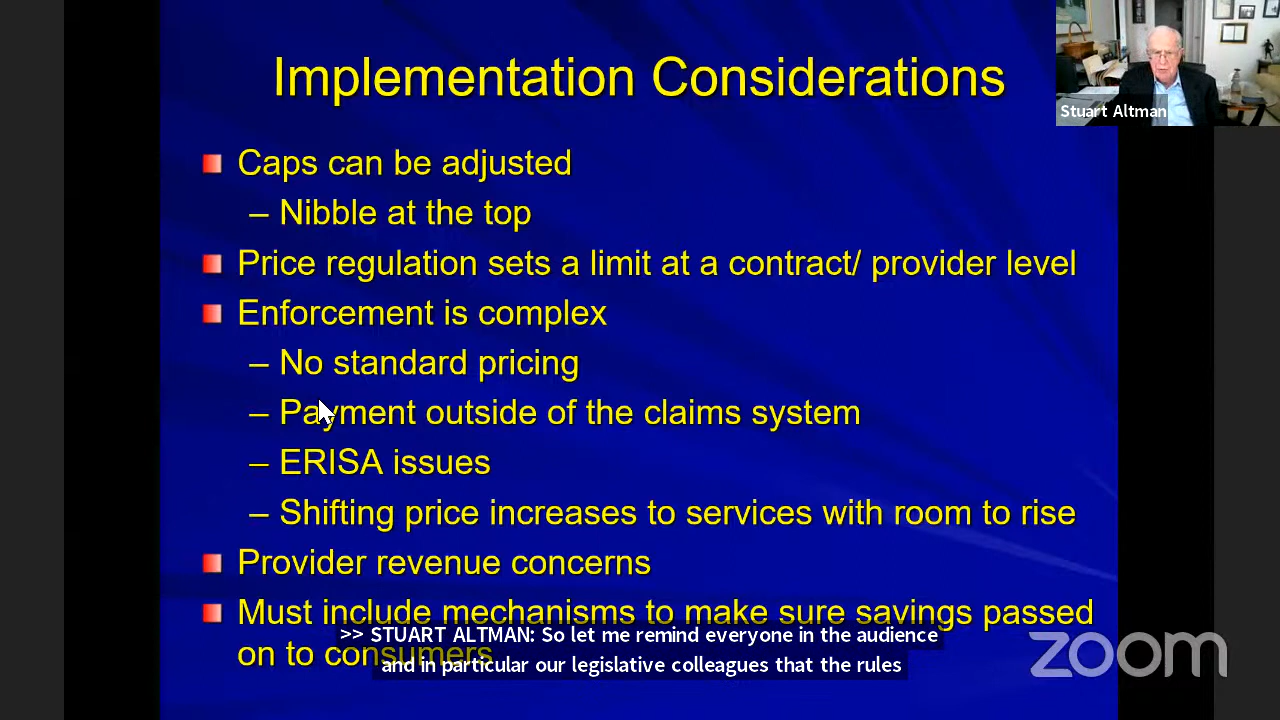 Implementation Considerations
Stuart Altman
Caps can be adjusted
– Nibble at the top
Price regulation sets a limit at a contract/ provider level
Enforcement is complex
– No standard pricing
– Payment outside of the claims system
– ERISA issues
– Shifting price increases to services with room to rise
Provider revenue concerns
Must include mechanisms to make sure savings passed
on to consumers
>> STUART ALTMAN: So let me remind everyone in the audience
and in particular our legislative colleagues that the rules
zoom